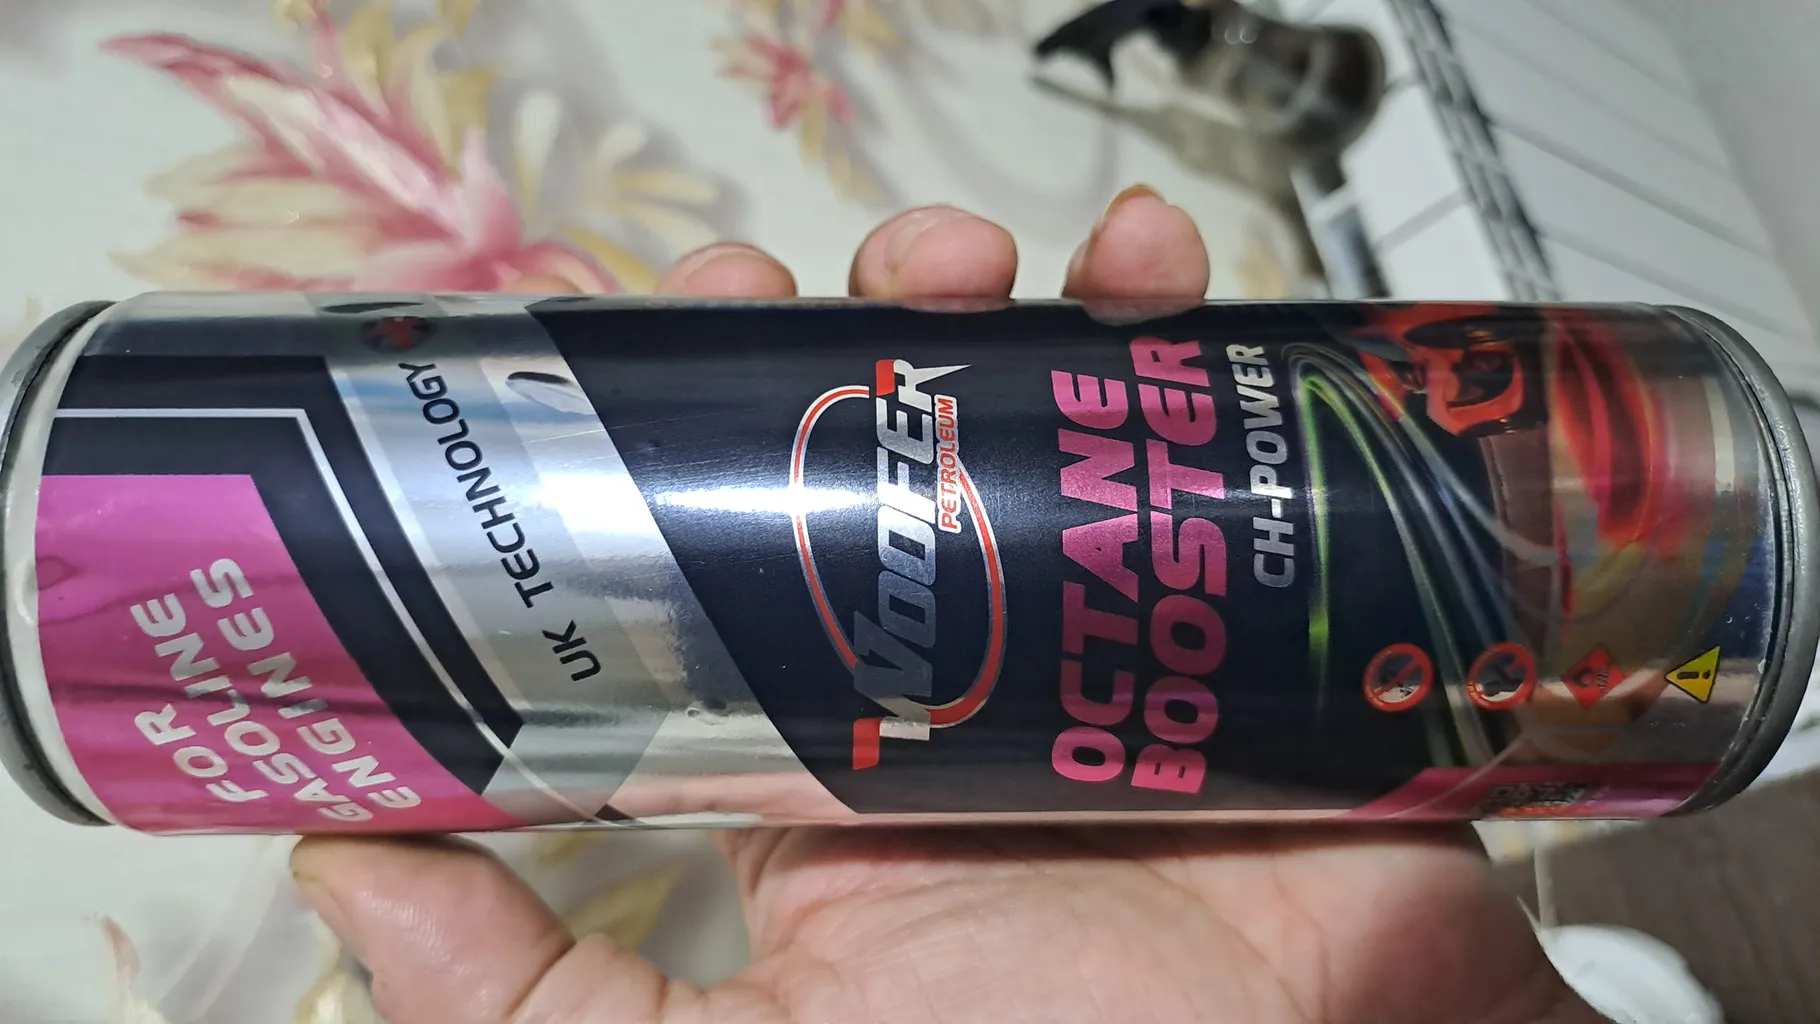 WOOFER
PETROLEUM
OCTANE
BOOSTER
CH-POWER
UK TECHNOLOGY
FOR
GASOLINE
ENGINES